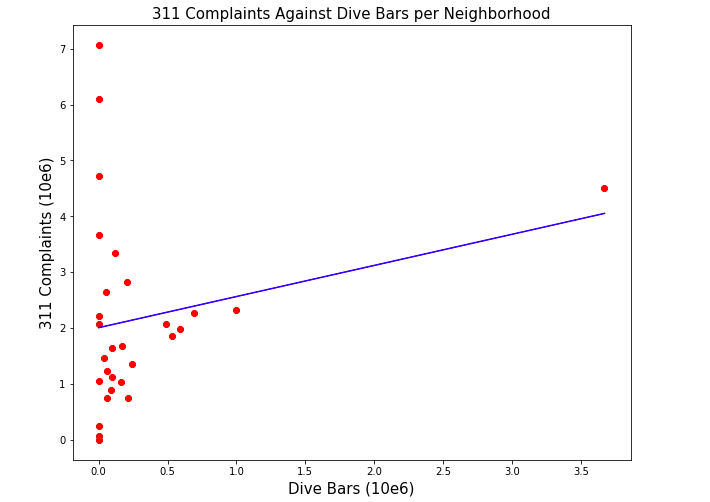 311 Complaints Against Dive Bars per Neighborhood
7
6
5
4
3
2
1
0
311 Complaints (10e6)
0.0 0.5 1.0 1.5 2.0 2.5 3.0 3.5
Dive Bars (10e6)